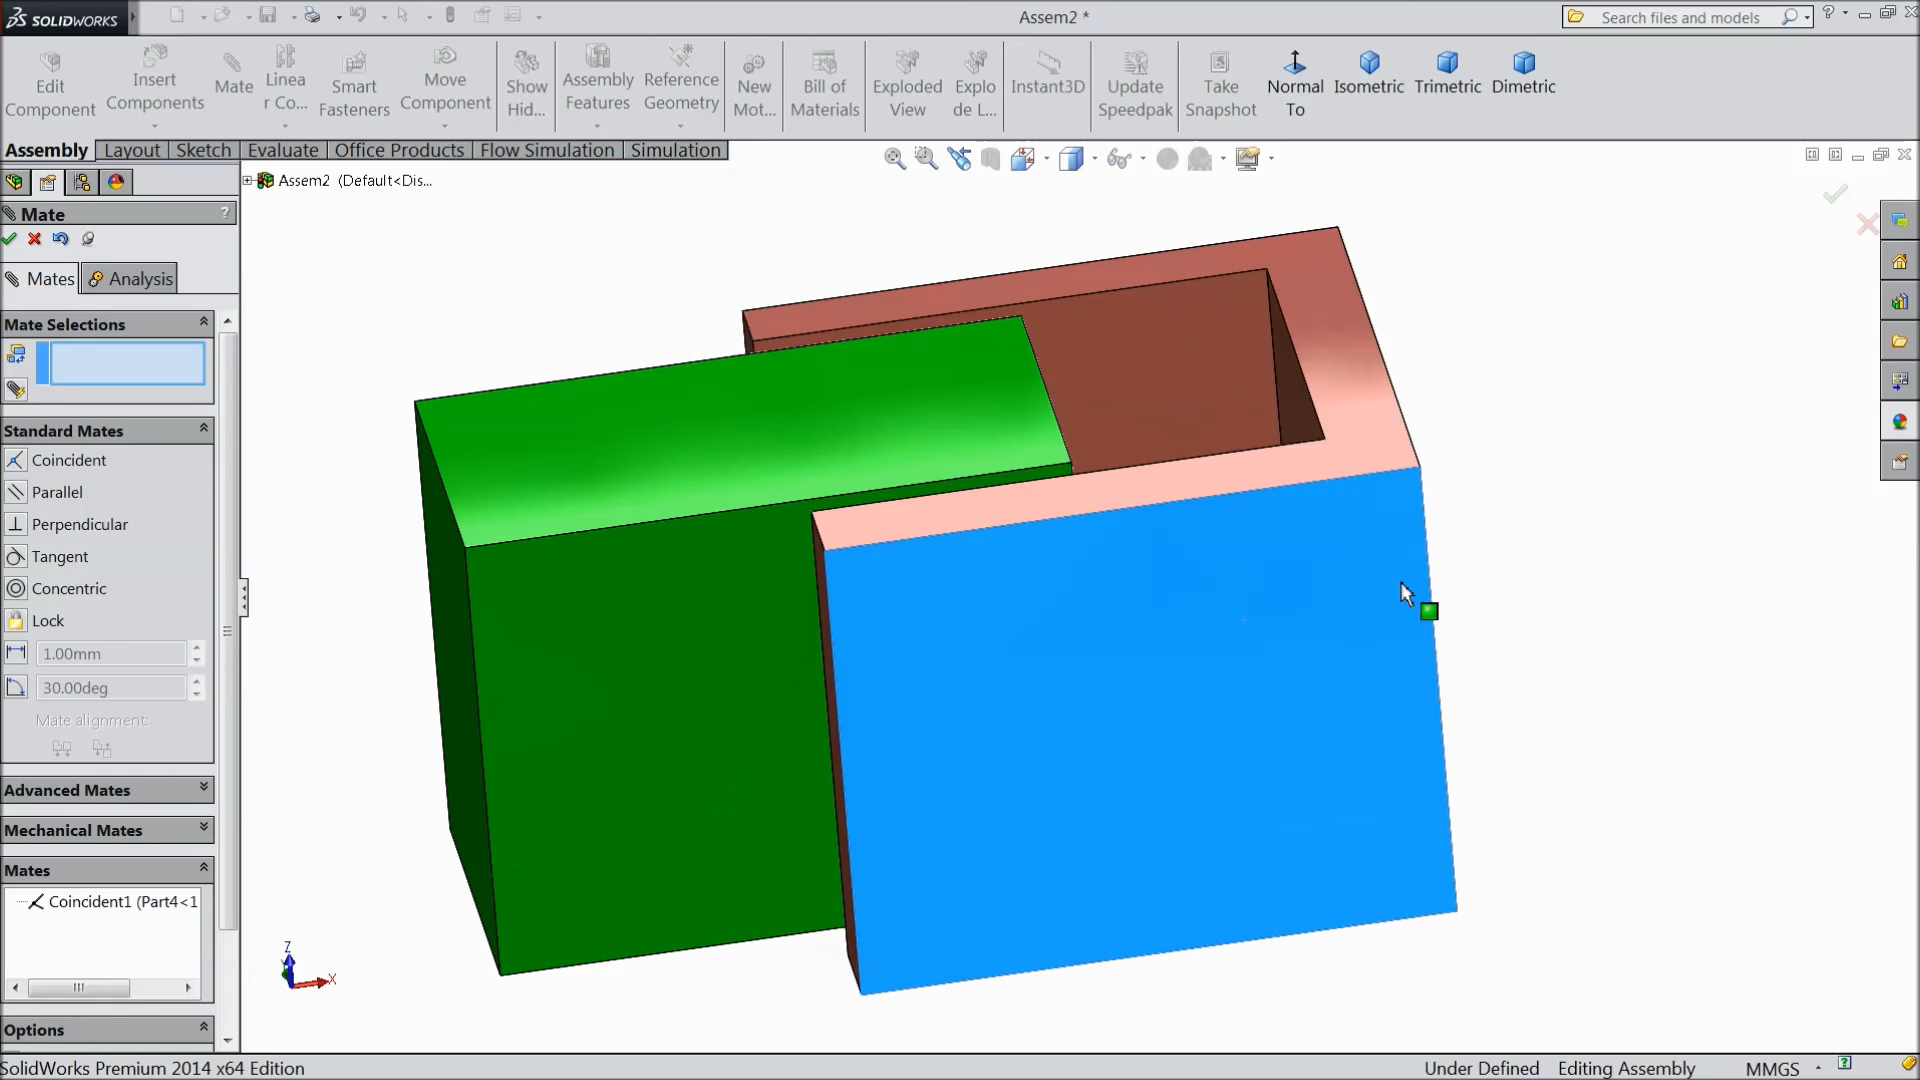 SOLIDWORKS
Assem2 *
Search files and models
?
Edit Component
Insert Components
Mate
Linea r Co...
Smart Fasteners
Move Component
Show Hid...
Assembly Features
Reference Geometry
New Mot...
Bill of Materials
Exploded View
Explo de L...
Instant3D
Update Speedpak
Take Snapshot
Normal To
Isometric
Trimetric
Dimetric
Assembly
Layout
Sketch
Evaluate
Office Products
Flow Simulation
Simulation
Assem2 (Default<Dis...
Mate
?
Mates
Analysis
Mate Selections
Standard Mates
Coincident
Parallel
Perpendicular
Tangent
Concentric
Lock
1.00mm
30.00deg
Mate alignment:
Advanced Mates
Mechanical Mates
Mates
Coincident1 (Part4<1
Options
Z
X
SolidWorks Premium 2014 x64 Edition
Under Defined
Editing Assembly
MMGS
?